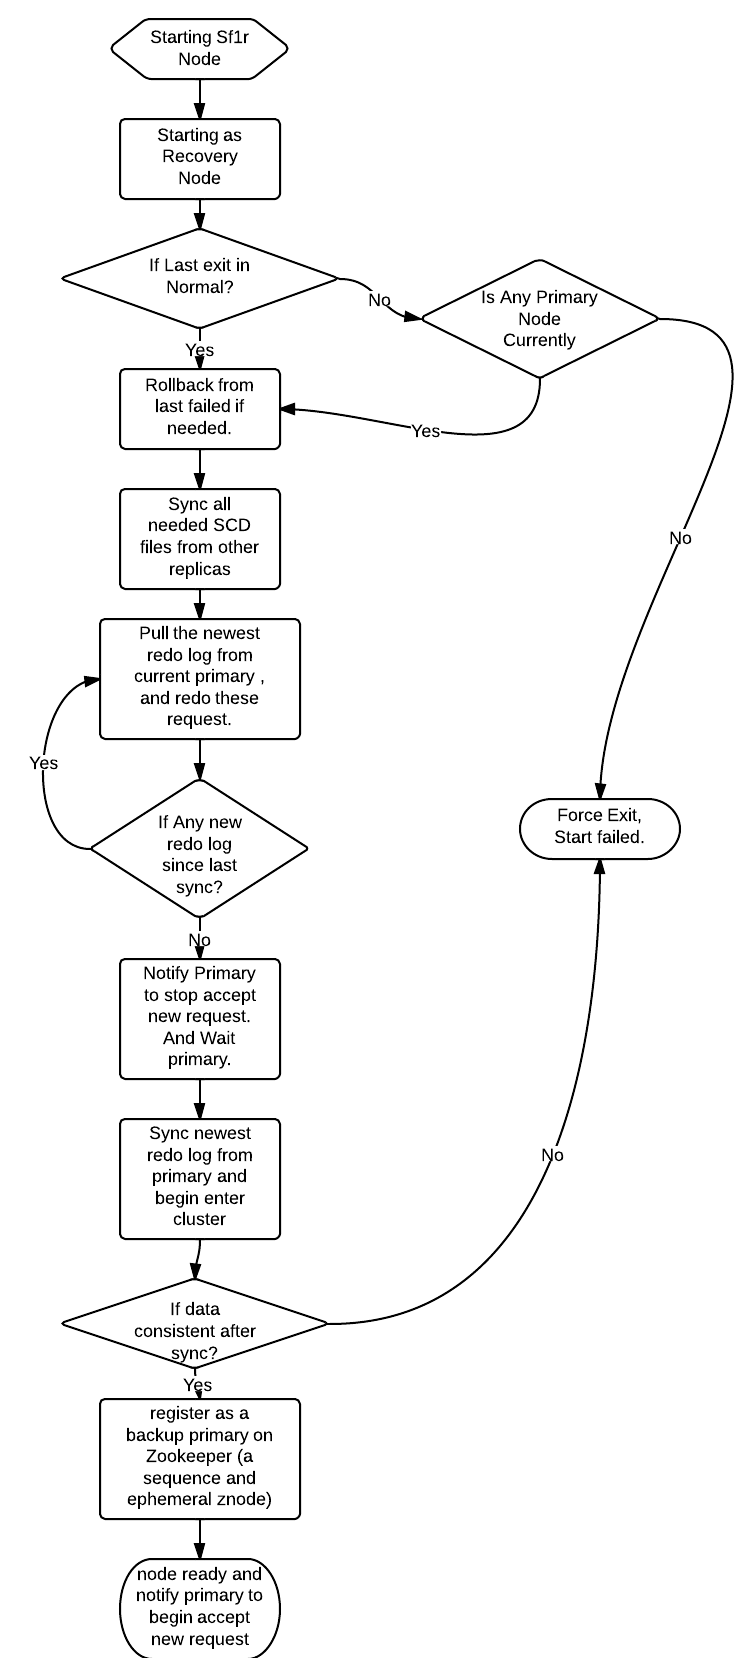 Starting Sf1r
Node
Starting as
Recovery
Node
If Last exit in
Normal?
No
Is Any Primary
Node
Currently
Yes
Rollback from
last failed if
needed.
Yes
Sync all
needed SCD
files from other
replicas
No
Pull the newest
redo log from
current primary ,
and redo these
request.
Yes
If Any new
redo log
since last
sync?
Force Exit,
Start failed.
No
Notify Primary
to stop accept
new request.
And Wait
primary.
Sync newest
redo log from
primary and
begin enter
cluster
No
If data
consistent after
sync?
Yes
register as a
backup primary on
Zookeeper (a
sequence and
ephemeral znode)
node ready and
notify primary to
begin accept
new request